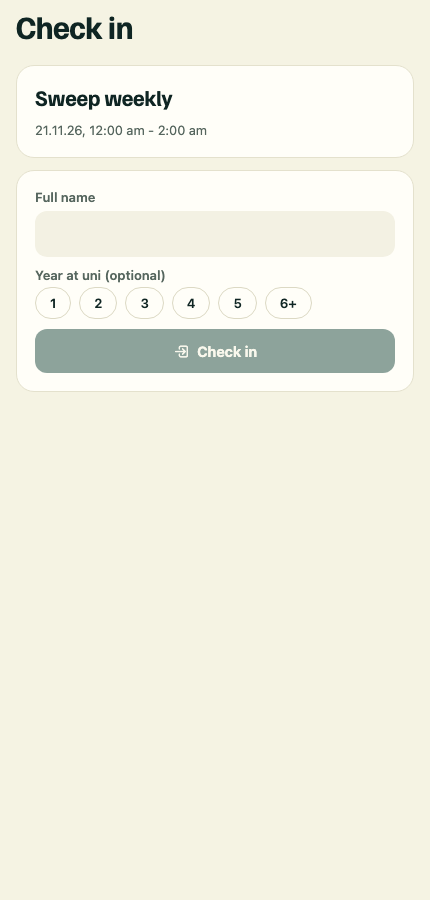 Check in
Sweep weekly
21.11.26, 12:00 am - 2:00 am
Full name
Year at uni (optional)
1 2 3 4 5 6+
Check in